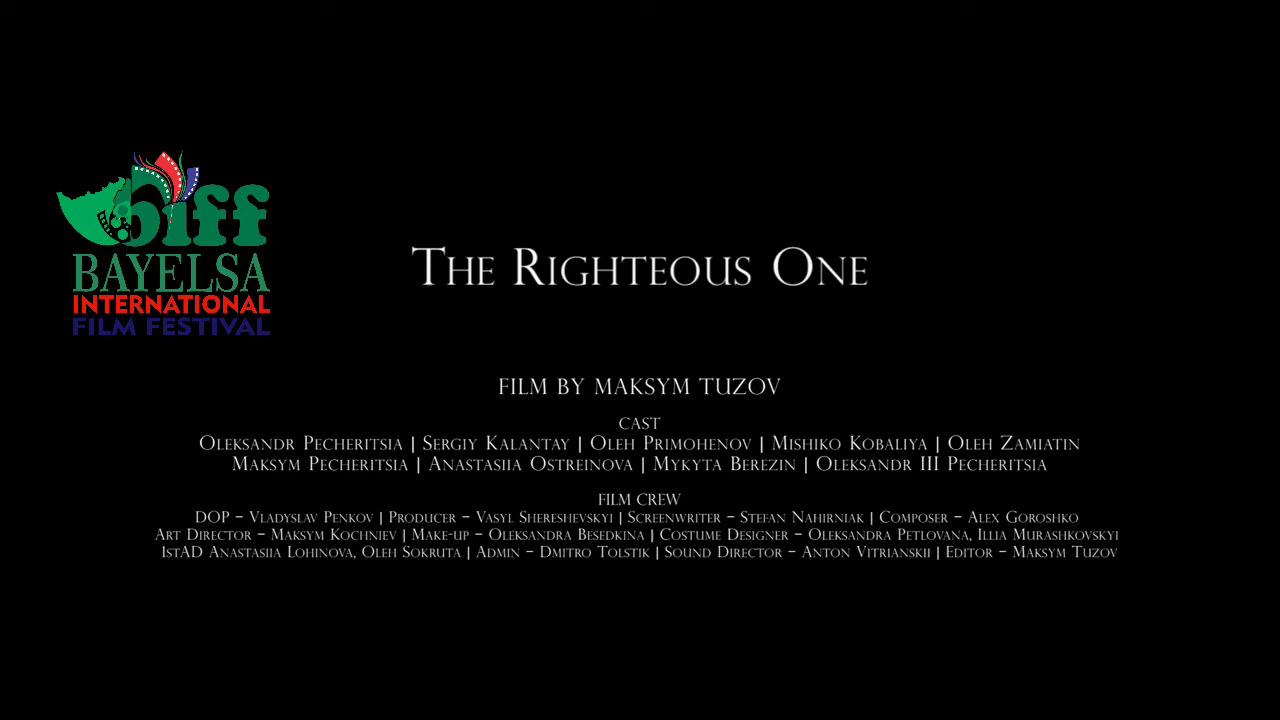 biff
BAYELSA
INTERNATIONAL
FILM FESTIVAL
The Righteous One
FILM BY MAKSYM TUZOV
CAST
Oleksandr Pecheritsia | Sergiy Kalantay | Oleh Primohenov | Mishiko Kobaliya | Oleh Zamiatin
Maksym Pecheritsia | Anastasiia Ostreinova | Mykyta Berezin | Oleksandr III Pecheritsia
FILM CREW
DOP – Vladyslav Penkov | Producer – Vasyl Shereshevskyi | Screenwriter – Stefan Nahirniak | Composer – Alex Goroshko
Art Director – Maksym Kochniev | Make-up – Oleksandra Besedkina | Costume Designer – Oleksandra Petlovana, Illia Murashkovskyi
1stAD Anastasiia Lohinova, Oleh Sokruta | Admin – Dmitro Tolstik | Sound Director – Anton Vitrianskii | Editor – Maksym Tuzov